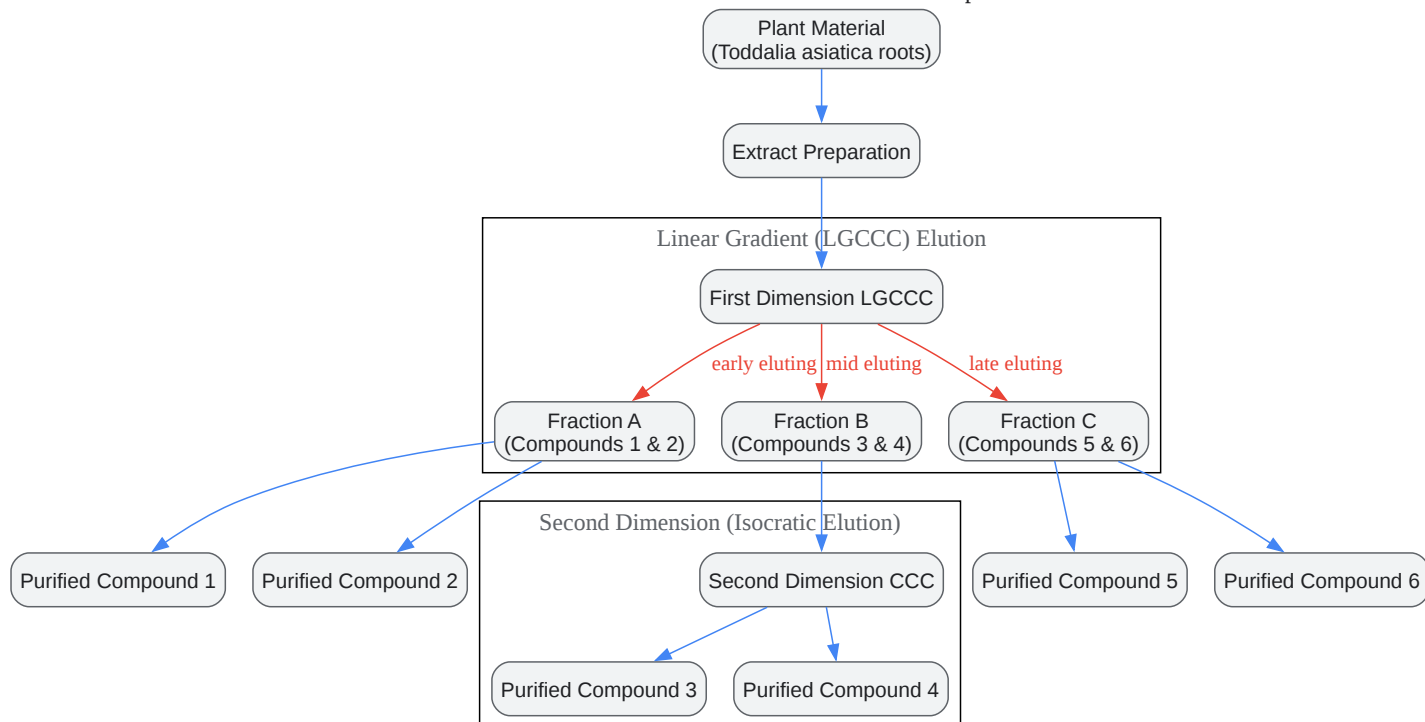 Plant Material
(Toddalia asiatica roots)
Extract Preparation
Linear Gradient (LGCCC) Elution
First Dimension LGCCC
early eluting
mid eluting
late eluting
Fraction A
(Compounds 1 & 2)
Fraction B
(Compounds 3 & 4)
Fraction C
(Compounds 5 & 6)
Second Dimension (Isocratic Elution)
Purified Compound 1
Purified Compound 2
Second Dimension CCC
Purified Compound 5
Purified Compound 6
Purified Compound 3
Purified Compound 4